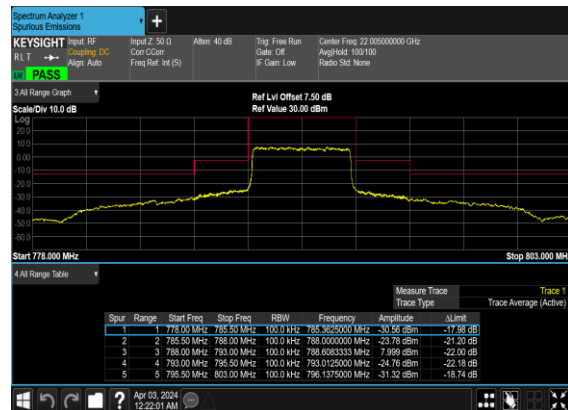 Spectrum Analyzer 1
Spurious Emissions
KEYSIGHT Input: RF Input Z: 50 Ω Atten: 40 dB Trig: Free Run Center Freq: 22.005000000 GHz
RLT Coupling: DC Corr CCorr Gate: Off Avg|Hold: 100/100
Align: Auto Freq Ref: Int (S) IF Gain: Low Radio Std: None
LW PASS
3 All Range Graph
Ref Lvl Offset 7.50 dB
Scale/Div 10.0 dB Ref Value 30.00 dBm
Log
20.0
10.0
0.00
-10.0
-20.0
-30.0
-40.0
-50.0
-60.0
Start 778.000 MHz Stop 803.000 MH
4 All Range Table
Measure Trace Trace 1
Trace Type Trace Average (Active)
Spur Range Start Freq Stop Freq RBW Frequency Amplitude ΔLimit
1 1 778.00 MHz 785.50 MHz 100.0 kHz 785.3625000 MHz -30.56 dBm -17.98 dB
2 2 785.50 MHz 788.00 MHz 100.0 kHz 788.0000000 MHz -23.78 dBm -21.20 dB
3 3 788.00 MHz 793.00 MHz 100.0 kHz 788.6083333 MHz 7.999 dBm -22.00 dB
4 4 793.00 MHz 795.50 MHz 100.0 kHz 793.0125000 MHz -24.76 dBm -22.18 dB
5 5 795.50 MHz 803.00 MHz 100.0 kHz 796.1375000 MHz -31.32 dBm -18.74 dB
Apr 03, 2024
12:22:01 AM